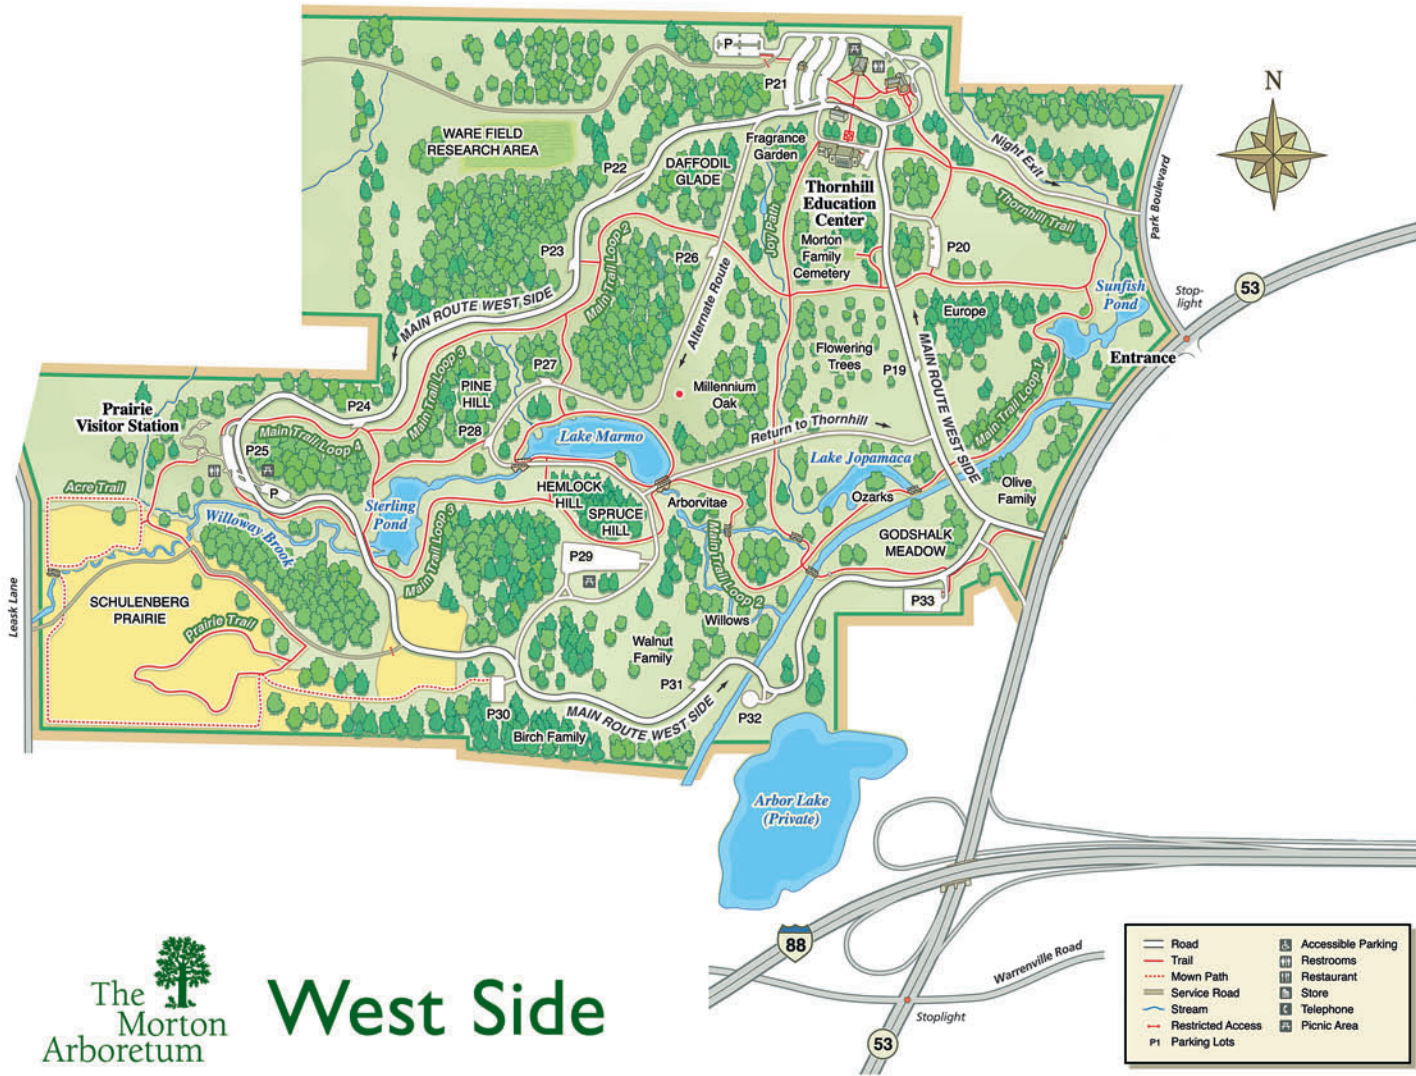 P
P21
WARE FIELD
RESEARCH AREA
P22
DAFFODIL
GLADE
Fragrance
Garden
Thornhill
Education
Center
Night Exit
Park Boulevard
N
Thornhill Trail
Joy Path
Morton
Family
Cemetery
P20
P23
Main Trail Loop 2
P26
Alternate Route
MAIN ROUTE WEST SIDE
Sunfish
Pond
Stop-
light
53
Europe
Entrance
Flowering
Trees
P19
MAIN ROUTE WEST SIDE
Main Trail Loop 1
Main Trail Loop 3
P27
PINE
HILL
P28
Millennium
Oak
P24
Prairie
Visitor Station
Main Trail Loop 4
P25
P
Lake Marmo
Return to Thornhill
Lake Jopamaca
Ozarks
Olive
Family
Acre Trail
Willoway Brook
Sterling
Pond
Main Trail Loop 3
HEMLOCK
HILL
SPRUCE
HILL
Arborvitae
Main Trail Loop 2
GODSHALK
MEADOW
P29
P33
Leask Lane
SCHULENBERG
PRAIRIE
Prairie Trail
Willows
Walnut
Family
P31
P30
MAIN ROUTE WEST SIDE
P32
Birch Family
Arbor Lake
(Private)
88
Warrenville Road
Stoplight
53
The
Morton
Arboretum
West Side
Road
Trail
Mown Path
Service Road
Stream
Restricted Access
P1 Parking Lots
Accessible Parking
Restrooms
Restaurant
Store
Telephone
Picnic Area